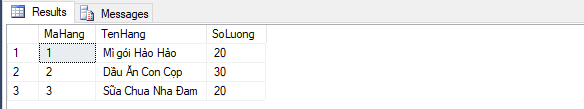 Results Messages
MaHang TenHang SoLuong
1 1 Mì gói Hảo Hảo 20
2 2 Dầu Ăn Con Cọp 30
3 3 Sữa Chua Nha Đam 20